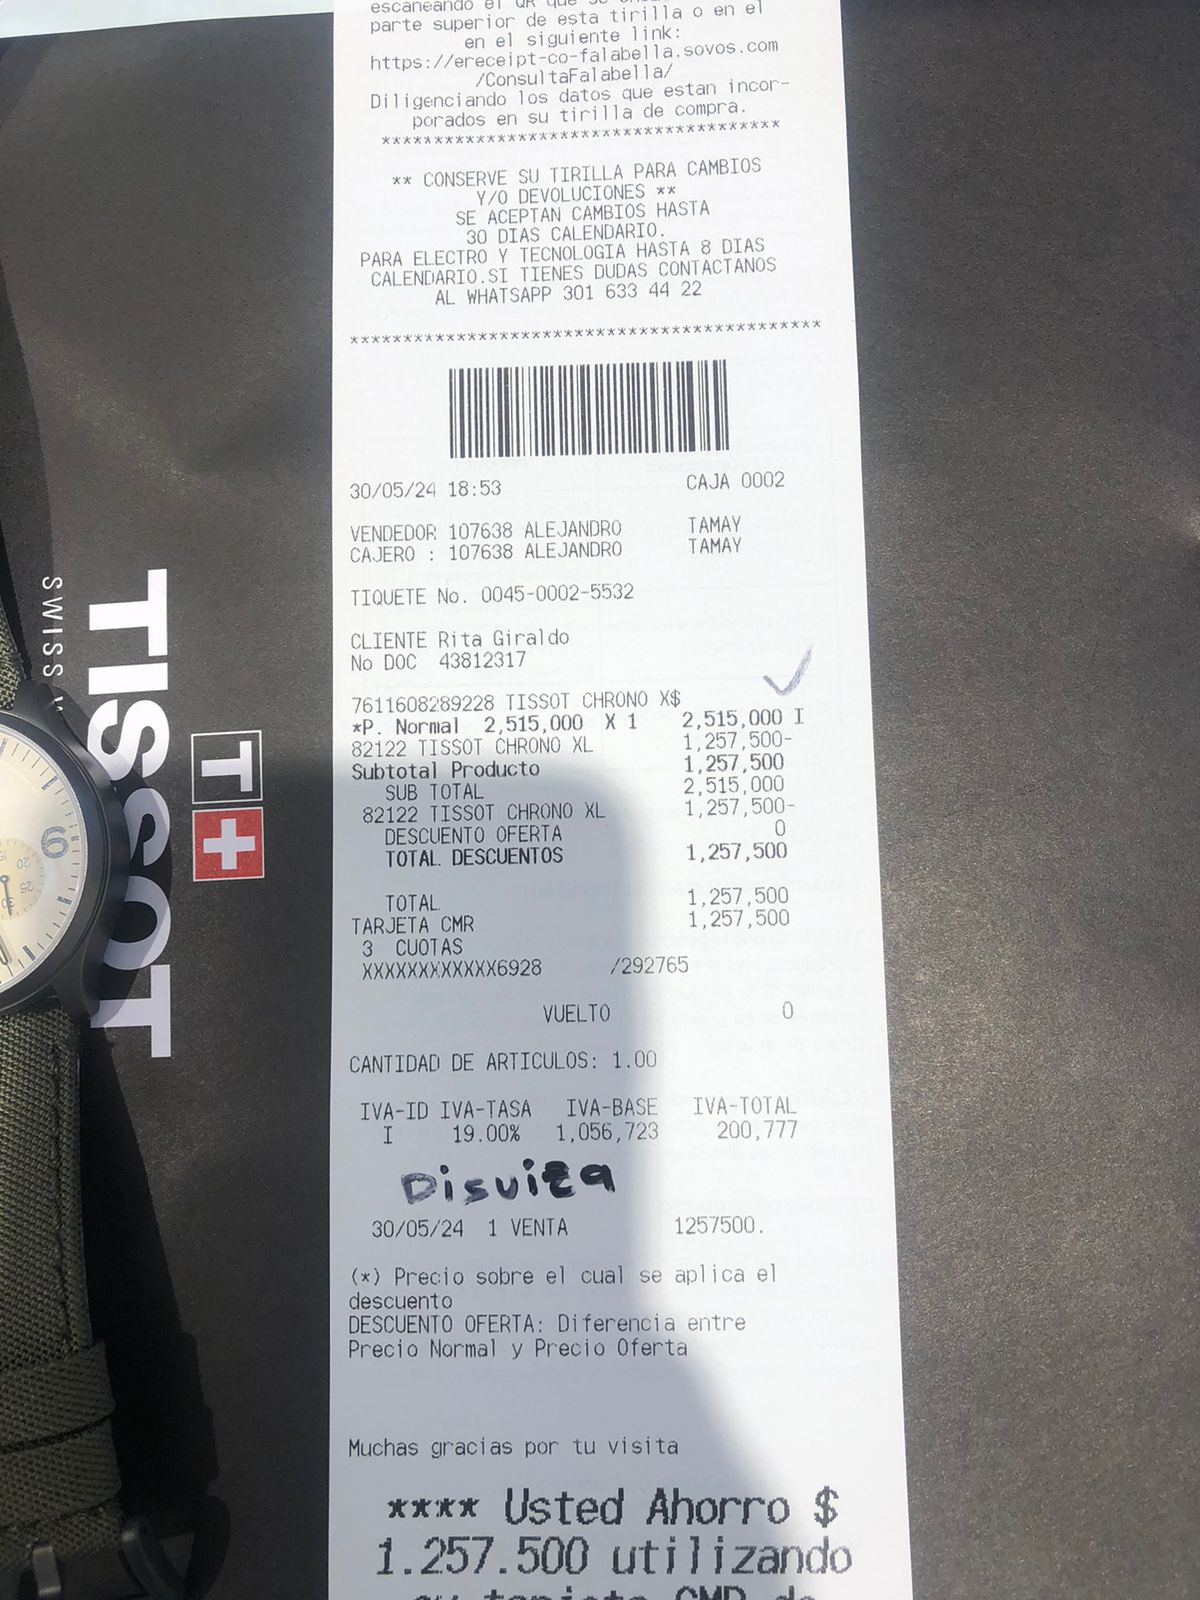 escaneando el QR que se
parte superior de esta tirilla o en el
en el siguiente link:
https://ereceipt-co-falabella.sovos.com
/ConsultaFalabella/
Diligenciando los datos que estan incor-
porados en su tirilla de compra.
****************************************
** CONSERVE SU TIRILLA PARA CAMBIOS
Y/O DEVOLUCIONES **
SE ACEPTAN CAMBIOS HASTA
30 DIAS CALENDARIO.
PARA ELECTRO Y TECNOLOGIA HASTA 8 DIAS
CALENDARIO.SI TIENES DUDAS CONTACTANOS
AL WHATSAPP 301 633 44 22
********************************************
30/05/24 18:53 CAJA 0002
VENDEDOR 107638 ALEJANDRO TAMAY
CAJERO : 107638 ALEJANDRO TAMAY
TIQUETE No. 0045-0002-5532
CLIENTE Rita Giraldo
No DOC 43812317
7611608289228 TISSOT CHRONO X$
*P. Normal 2,515,000 X 1 2,515,000 I
82122 TISSOT CHRONO XL 1,257,500-
Subtotal Producto 1,257,500
SUB TOTAL 2,515,000
82122 TISSOT CHRONO XL 1,257,500-
DESCUENTO OFERTA 0
TOTAL DESCUENTOS 1,257,500
TOTAL 1,257,500
TARJETA CMR 1,257,500
3 CUOTAS
XXXXXXXXXXXX6928 /292765
VUELTO 0
CANTIDAD DE ARTICULOS: 1.00
IVA-ID IVA-TASA IVA-BASE IVA-TOTAL
I 19.00% 1,056,723 200,777
Disuiza
30/05/24 1 VENTA 1257500.
(*) Precio sobre el cual se aplica el
descuento
DESCUENTO OFERTA: Diferencia entre
Precio Normal y Precio Oferta
Muchas gracias por tu visita
**** Usted Ahorro $
1.257.500 utilizando
su tarjeta CMR de
TISSOT
SWISS
T+
6